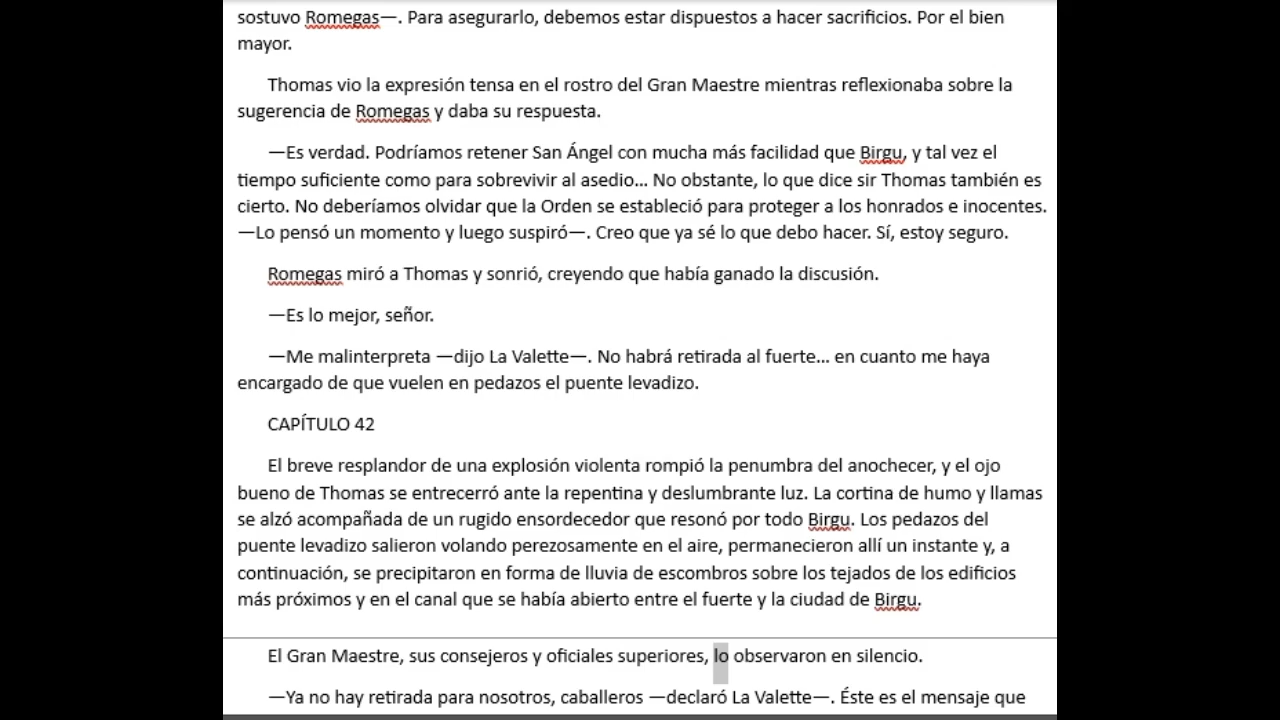 sostuvo Romegas—. Para asegurarlo, debemos estar dispuestos a hacer sacrificios. Por el bien
mayor.
Thomas vio la expresión tensa en el rostro del Gran Maestre mientras reflexionaba sobre la
sugerencia de Romegas y daba su respuesta.
—Es verdad. Podríamos retener San Ángel con mucha más facilidad que Birgu, y tal vez el
tiempo suficiente como para sobrevivir al asedio... No obstante, lo que dice sir Thomas también es
cierto. No deberíamos olvidar que la Orden se estableció para proteger a los honrados e inocentes.
—Lo pensó un momento y luego suspiró—. Creo que ya sé lo que debo hacer. Sí, estoy seguro.
Romegas miró a Thomas y sonrió, creyendo que había ganado la discusión.
—Es lo mejor, señor.
—Me malinterpreta —dijo La Valette—. No habrá retirada al fuerte... en cuanto me haya
encargado de que vuelen en pedazos el puente levadizo.
CAPÍTULO 42
El breve resplandor de una explosión violenta rompió la penumbra del anochecer, y el ojo
bueno de Thomas se entrecerró ante la repentina y deslumbrante luz. La cortina de humo y llamas
se alzó acompañada de un rugido ensordecedor que resonó por todo Birgu. Los pedazos del
puente levadizo salieron volando perezosamente en el aire, permanecieron allí un instante y, a
continuación, se precipitaron en forma de lluvia de escombros sobre los tejados de los edificios
más próximos y en el canal que se había abierto entre el fuerte y la ciudad de Birgu.
El Gran Maestre, sus consejeros y oficiales superiores, lo observaron en silencio.
—Ya no hay retirada para nosotros, caballeros —declaró La Valette—. Éste es el mensaje que